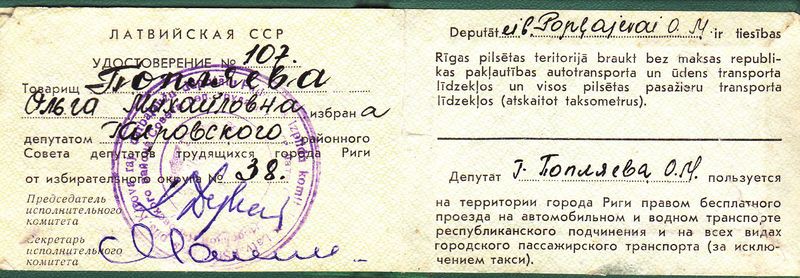 ЛАТВИЙСКАЯ ССР
УДОСТОВЕРЕНИЕ № 107.
Товарищ Топляева
Ольга Михайловна избрана
депутатом Кировского районного
Совета депутатов трудящихся города Риги
от избирательного округа № 38.
Председатель
исполнительного
комитета
Секретарь
исполнительного
комитета
Deputāt O. M. ir tiesības
Rīgas pilsētas teritorijā braukt bez maksas republi-
kas pakļautības autotransporta un ūdens transporta
līdzekļos un visos pilsētas pasažieru transporta
līdzekļos (atskaitot taksometrus).
Депутат т. Топляева О.М. пользуется
на территории города Риги правом бесплатного
проезда на автомобильном и водном транспорте
республиканского подчинения и на всех видах
городского пассажирского транспорта (за исклю-
чением такси).